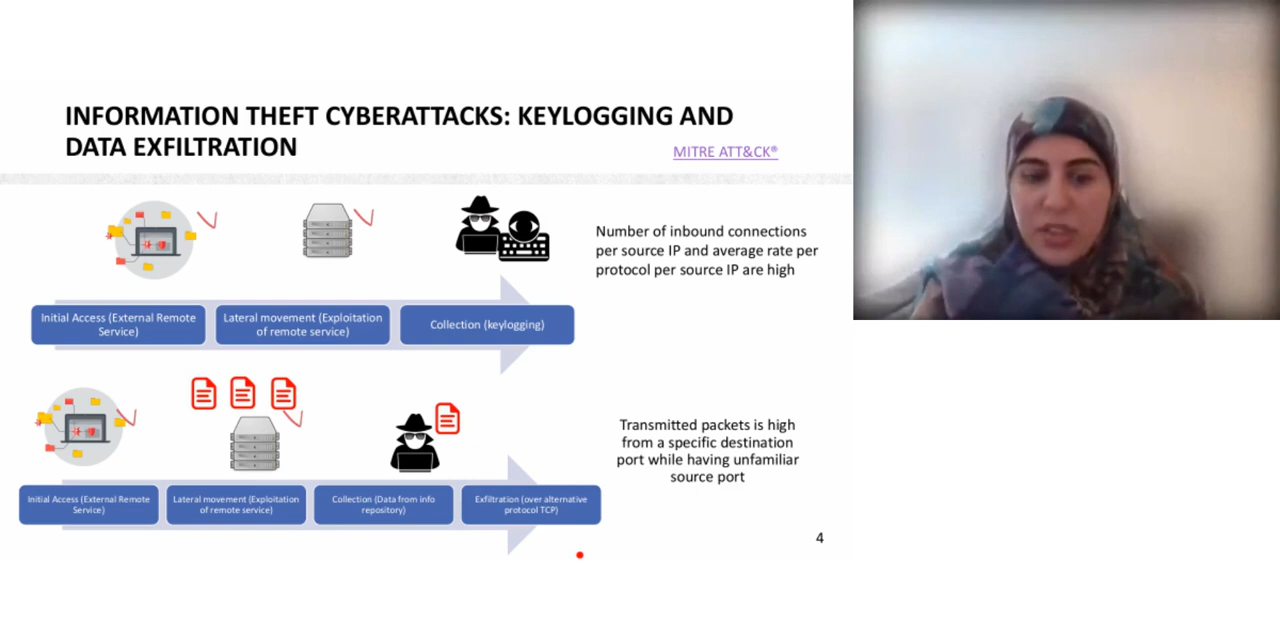 INFORMATION THEFT CYBERATTACKS: KEYLOGGING AND
DATA EXFILTRATION
MITRE ATT&CK®
Number of inbound connections
per source IP and average rate per
protocol per source IP are high
Initial Access (External Remote
Service)
Lateral movement (Exploitation
of remote service)
Collection (keylogging)
Transmitted packets is high
from a specific destination
port while having unfamiliar
source port
Initial Access (External Remote
Service)
Lateral movement (Exploitation
of remote service)
Collection (Data from info
repository)
Exfiltration (over alternative
protocol TCP)
4